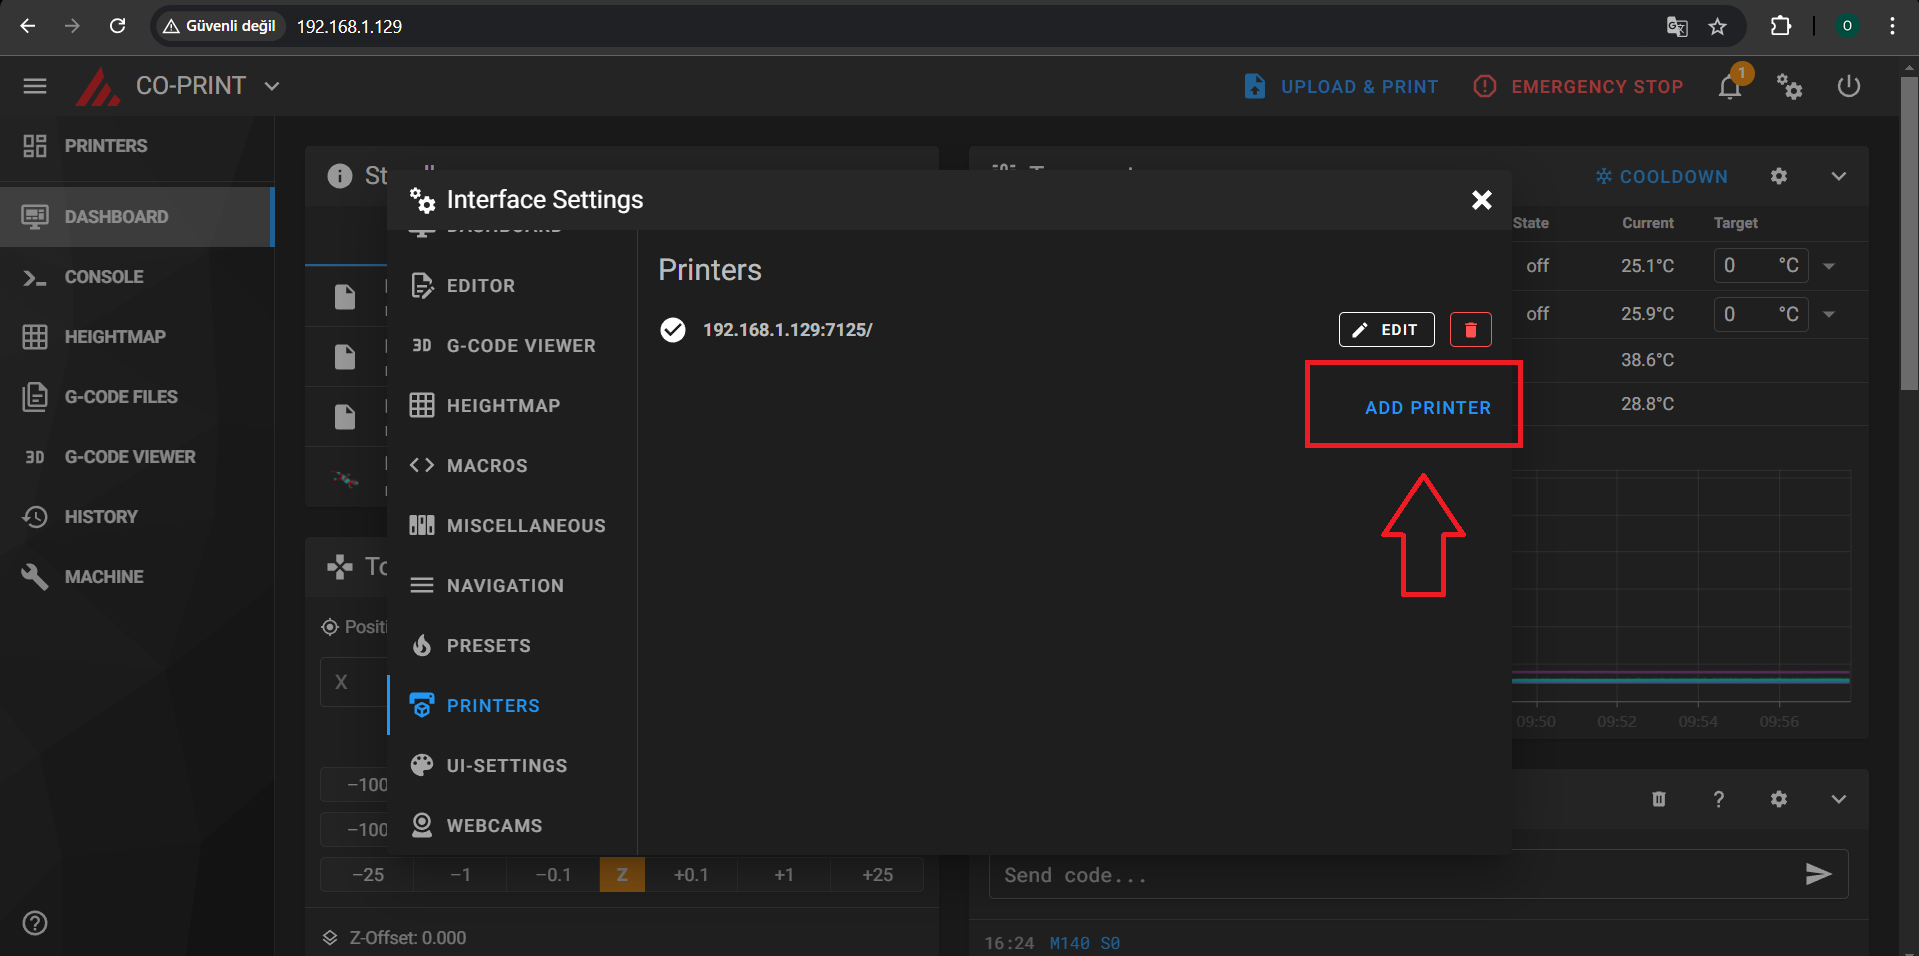 Güvenli değil 192.168.1.129
CO-PRINT
UPLOAD & PRINT
EMERGENCY STOP
1
O
PRINTERS
DASHBOARD
CONSOLE
HEIGHTMAP
G-CODE FILES
3D G-CODE VIEWER
HISTORY
MACHINE
Interface Settings
EDITOR
3D G-CODE VIEWER
HEIGHTMAP
MACROS
MISCELLANEOUS
NAVIGATION
PRESETS
PRINTERS
UI-SETTINGS
WEBCAMS
Printers
192.168.1.129:7125/
EDIT
ADD PRINTER
COOLDOWN
State Current Target
off 25.1°C 0 °C
off 25.9°C 0 °C
38.6°C
28.8°C
09:50 09:52 09:54 09:56
X
-100
-100
-25 -1 -0.1 Z +0.1 +1 +25
Z-Offset: 0.000
Send code...
16:24 M140 S0